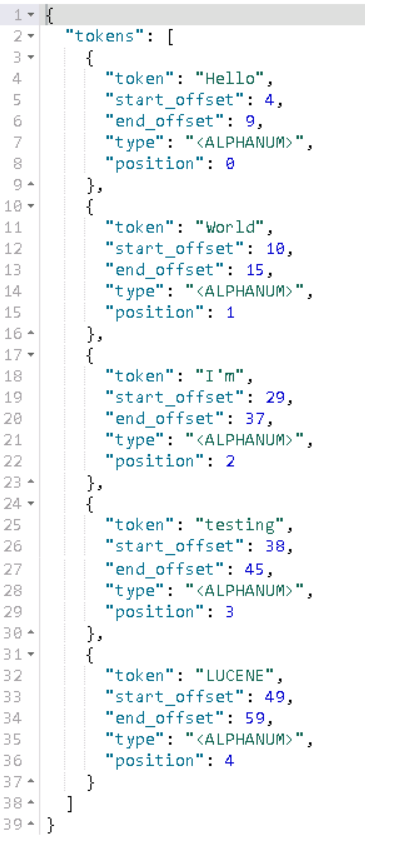 1 {
2 "tokens": [
3 {
4 "token": "Hello",
5 "start_offset": 4,
6 "end_offset": 9,
7 "type": "<ALPHANUM>",
8 "position": 0
9 },
10 {
11 "token": "World",
12 "start_offset": 10,
13 "end_offset": 15,
14 "type": "<ALPHANUM>",
15 "position": 1
16 },
17 {
18 "token": "I'm",
19 "start_offset": 29,
20 "end_offset": 37,
21 "type": "<ALPHANUM>",
22 "position": 2
23 },
24 {
25 "token": "testing",
26 "start_offset": 38,
27 "end_offset": 45,
28 "type": "<ALPHANUM>",
29 "position": 3
30 },
31 {
32 "token": "LUCENE",
33 "start_offset": 49,
34 "end_offset": 59,
35 "type": "<ALPHANUM>",
36 "position": 4
37 }
38 ]
39 }